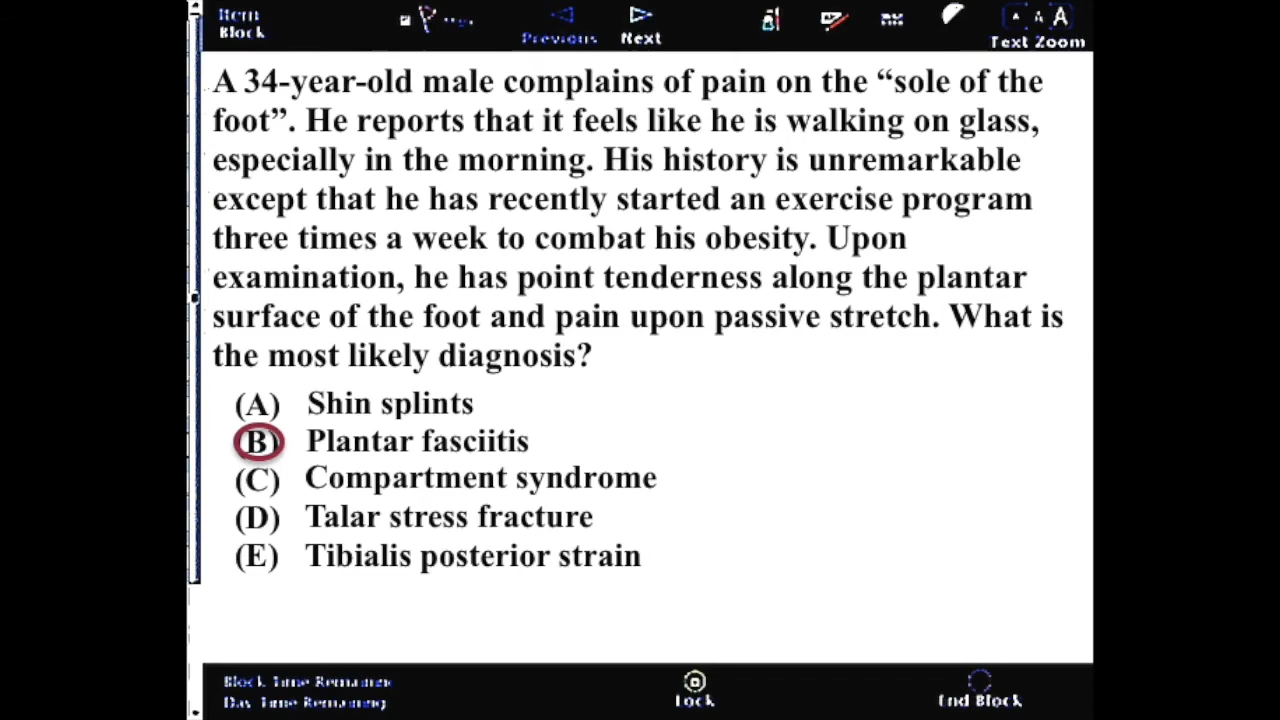 Item
Block
Previous
Next
Text Zoom
A A A
A 34-year-old male complains of pain on the “sole of the
foot”. He reports that it feels like he is walking on glass,
especially in the morning. His history is unremarkable
except that he has recently started an exercise program
three times a week to combat his obesity. Upon
examination, he has point tenderness along the plantar
surface of the foot and pain upon passive stretch. What is
the most likely diagnosis?
(A) Shin splints
(B) Plantar fasciitis
(C) Compartment syndrome
(D) Talar stress fracture
(E) Tibialis posterior strain
Block Time Remaining
Day Time Remaining
Lock
End Block